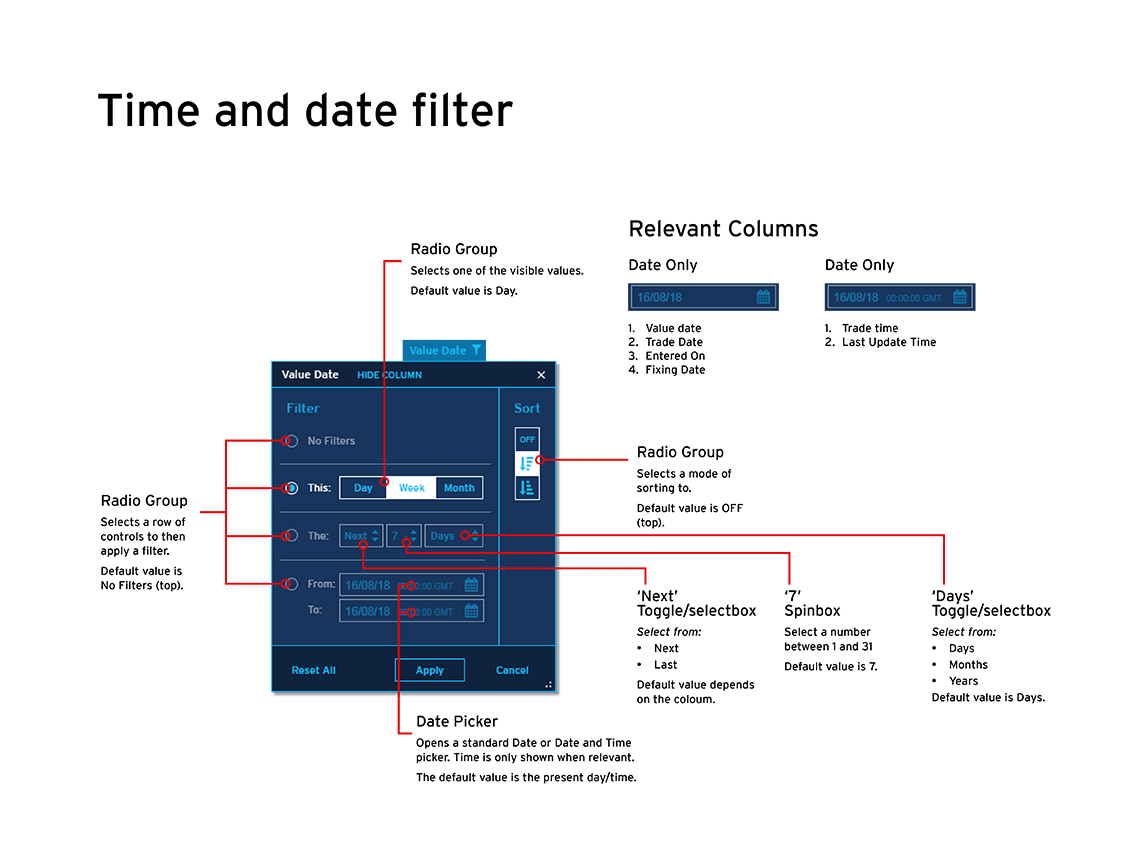 Time and date filter
Relevant Columns
Date Only
16/08/18
1. Value date
2. Trade Date
3. Entered On
4. Fixing Date
Date Only
16/08/18 00:00:00 GMT
1. Trade time
2. Last Update Time
Radio Group
Selects one of the visible values.
Default value is Day.
Value Date
Value Date HIDE COLUMN
Filter
No Filters
This: Day Week Month
The: Next 7 Days
From: 16/08/18 00:00:00 GMT
To: 16/08/18 00:00:00 GMT
Sort
OFF
Reset All Apply Cancel
Radio Group
Selects a row of
controls to then
apply a filter.
Default value is
No Filters (top).
Radio Group
Selects a mode of
sorting to.
Default value is OFF
(top).
'Next'
Toggle/selectbox
Select from:
• Next
• Last
Default value depends
on the coloum.
'7'
Spinbox
Select a number
between 1 and 31
Default value is 7.
'Days'
Toggle/selectbox
Select from:
• Days
• Months
• Years
Default value is Days.
Date Picker
Opens a standard Date or Date and Time
picker. Time is only shown when relevant.
The default value is the present day/time.